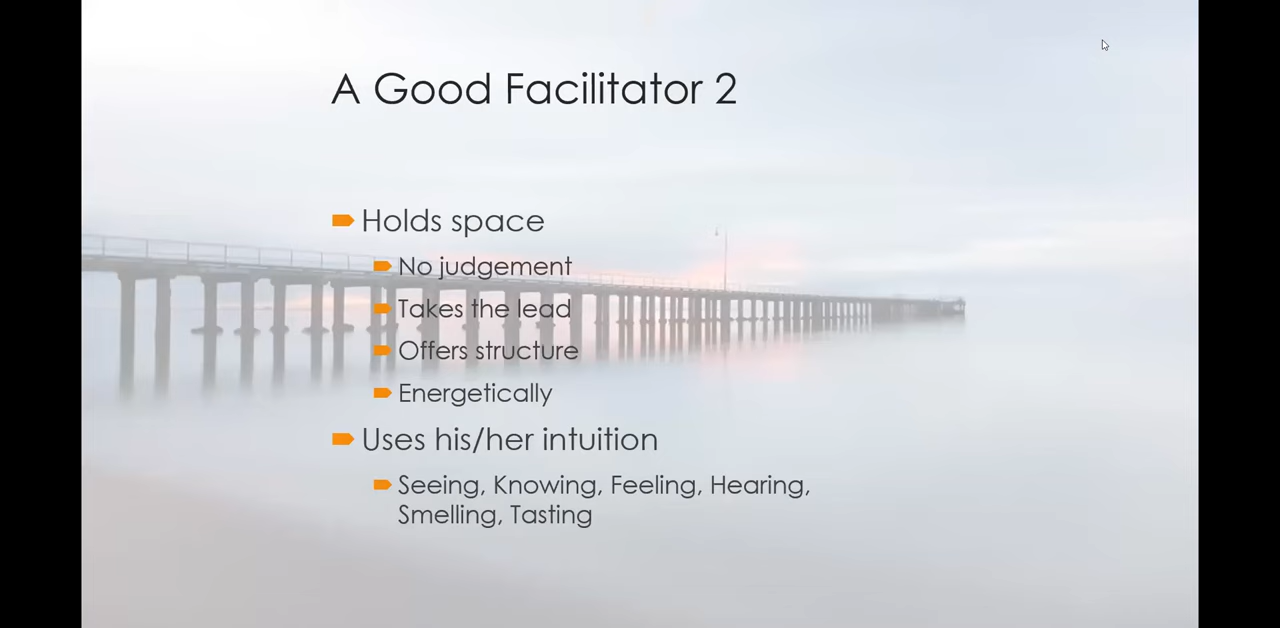 A Good Facilitator 2
Holds space
No judgement
Takes the lead
Offers structure
Energetically
Uses his/her intuition
Seeing, Knowing, Feeling, Hearing,
Smelling, Tasting